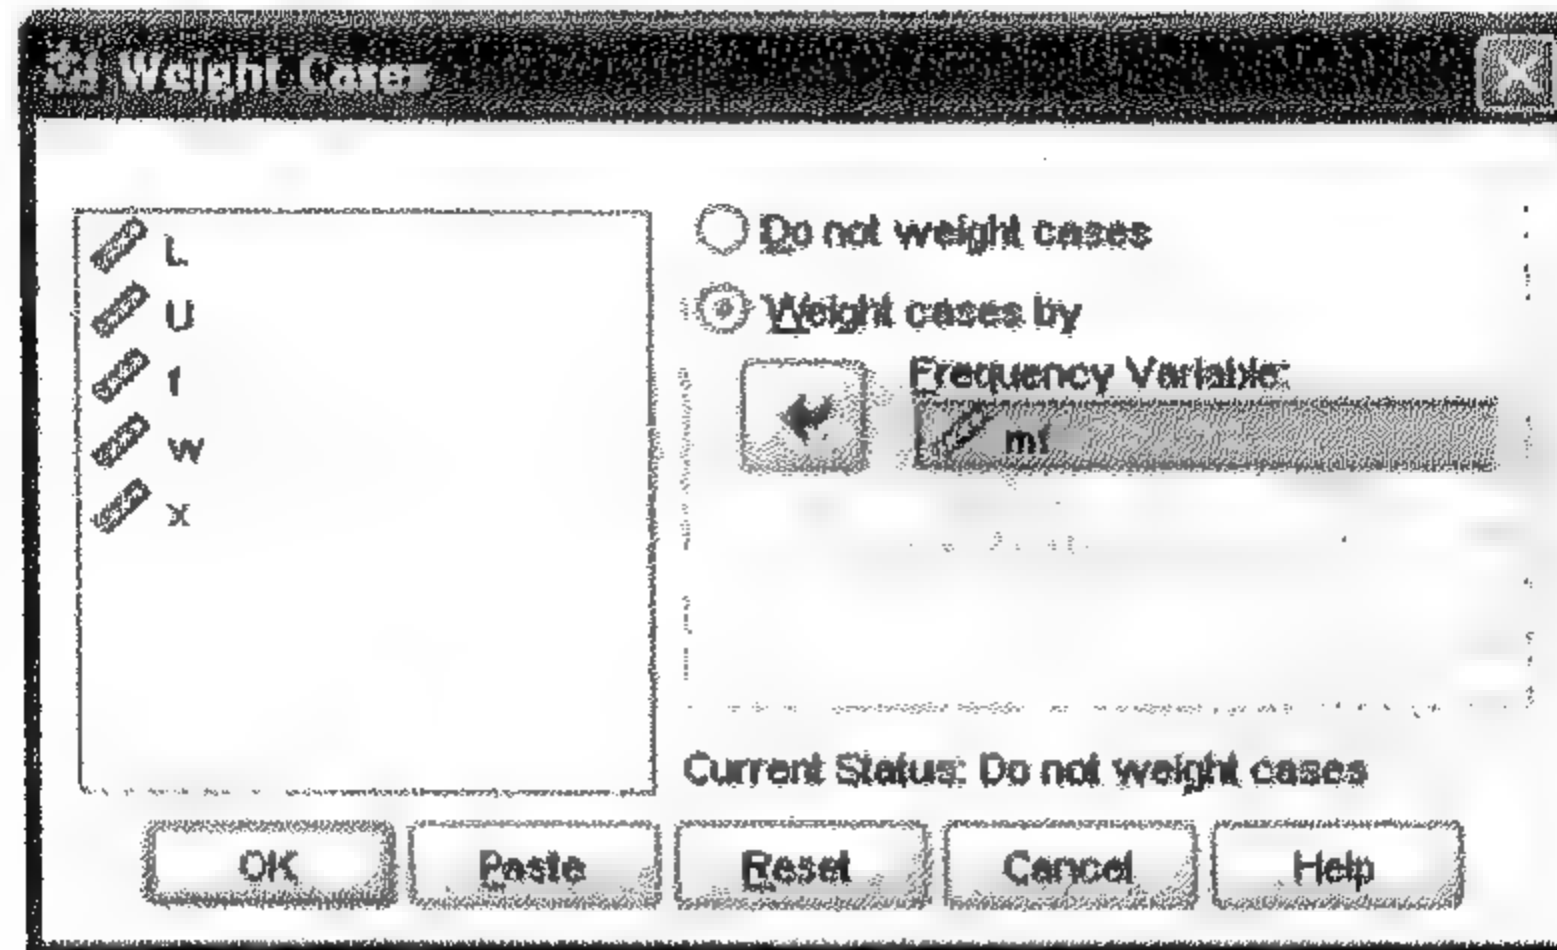 Weight Cases
L
U
f
w
x
Do not weight cases
Weight cases by
Frequency Variable:
mf
Current Status: Do not weight cases
OK
Paste
Reset
Cancel
Help